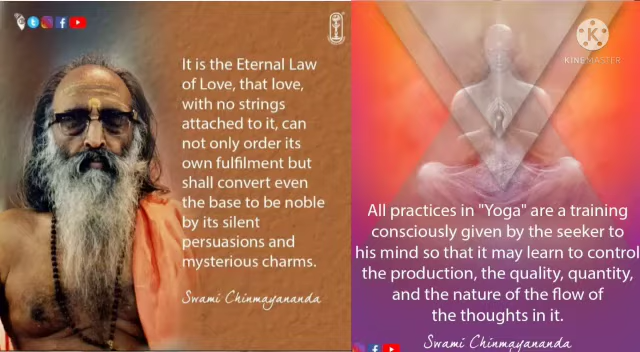 It is the Eternal Law
of Love, that love,
with no strings
attached to it, can
not only order its
own fulfilment but
shall convert even
the base to be noble
by its silent
persuasions and
mysterious charms.
Swami Chinmayananda
KINEMASTER
All practices in "Yoga" are a training
consciously given by the seeker to
his mind so that it may learn to control
the production, the quality, quantity,
and the nature of the flow of
the thoughts in it.
Swami Chinmayananda